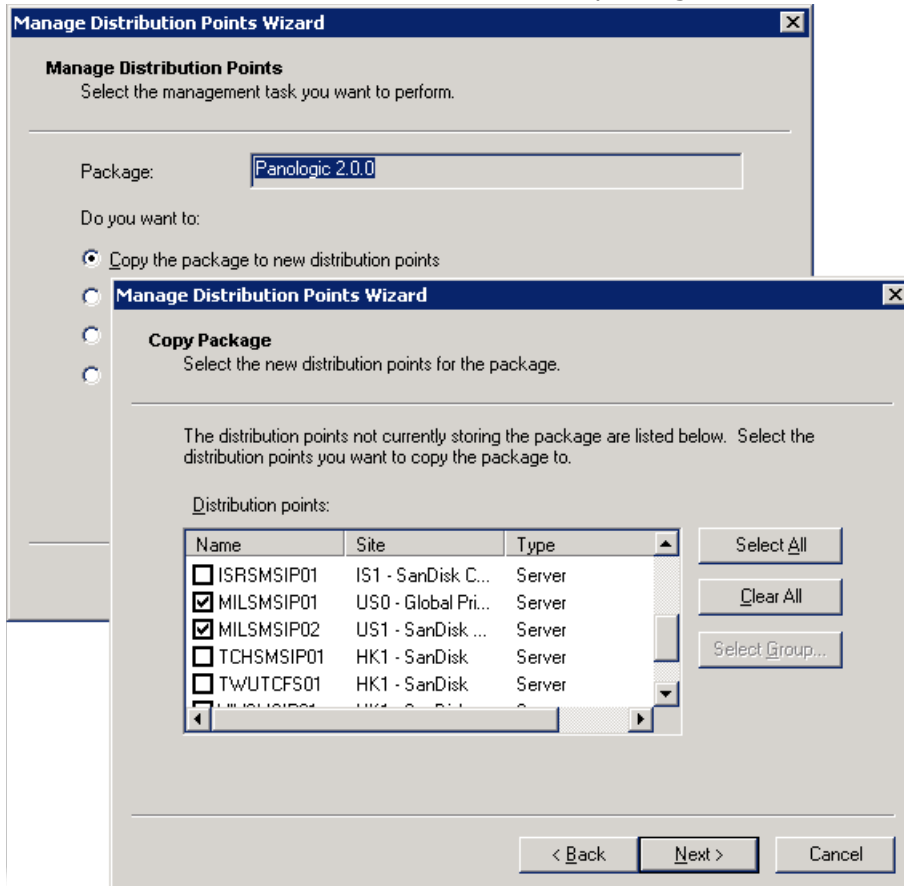 Manage Distribution Points Wizard
Manage Distribution Points
Select the management task you want to perform.
Package: Panologic 2.0.0
Do you want to:
Copy the package to new distribution points
Manage Distribution Points Wizard
Copy Package
Select the new distribution points for the package.
The distribution points not currently storing the package are listed below. Select the
distribution points you want to copy the package to.
Distribution points:
Name Site Type
ISRSMSIP01 IS1 - SanDisk C... Server
MILSMSIP01 US0 - Global Pri... Server
MILSMSIP02 US1 - SanDisk ... Server
TCHSMSIP01 HK1 - SanDisk Server
TWUTCFS01 HK1 - SanDisk Server
Select All
Clear All
Select Group...
< Back
Next >
Cancel